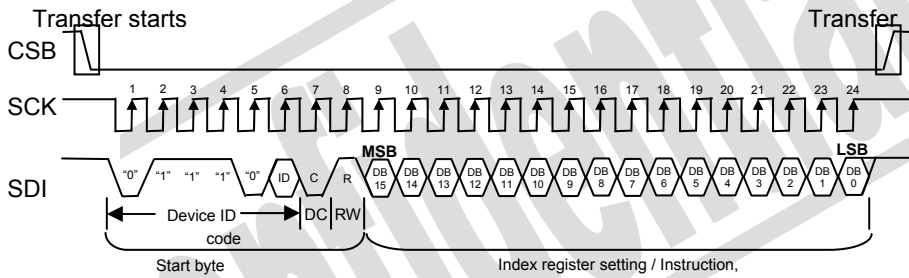 Transfer starts Transfer
CSB
SCK 1 2 3 4 5 6 7 8 9 10 11 12 13 14 15 16 17 18 19 20 21 22 23 24
MSB LSB
SDI "0" "1" "1" "1" "0" ID C R DB 15 DB 14 DB 13 DB 12 DB 11 DB 10 DB 9 DB 8 DB 7 DB 6 DB 5 DB 4 DB 3 DB 2 DB 1 DB 0
Device ID DC RW
code
Start byte Index register setting / Instruction,